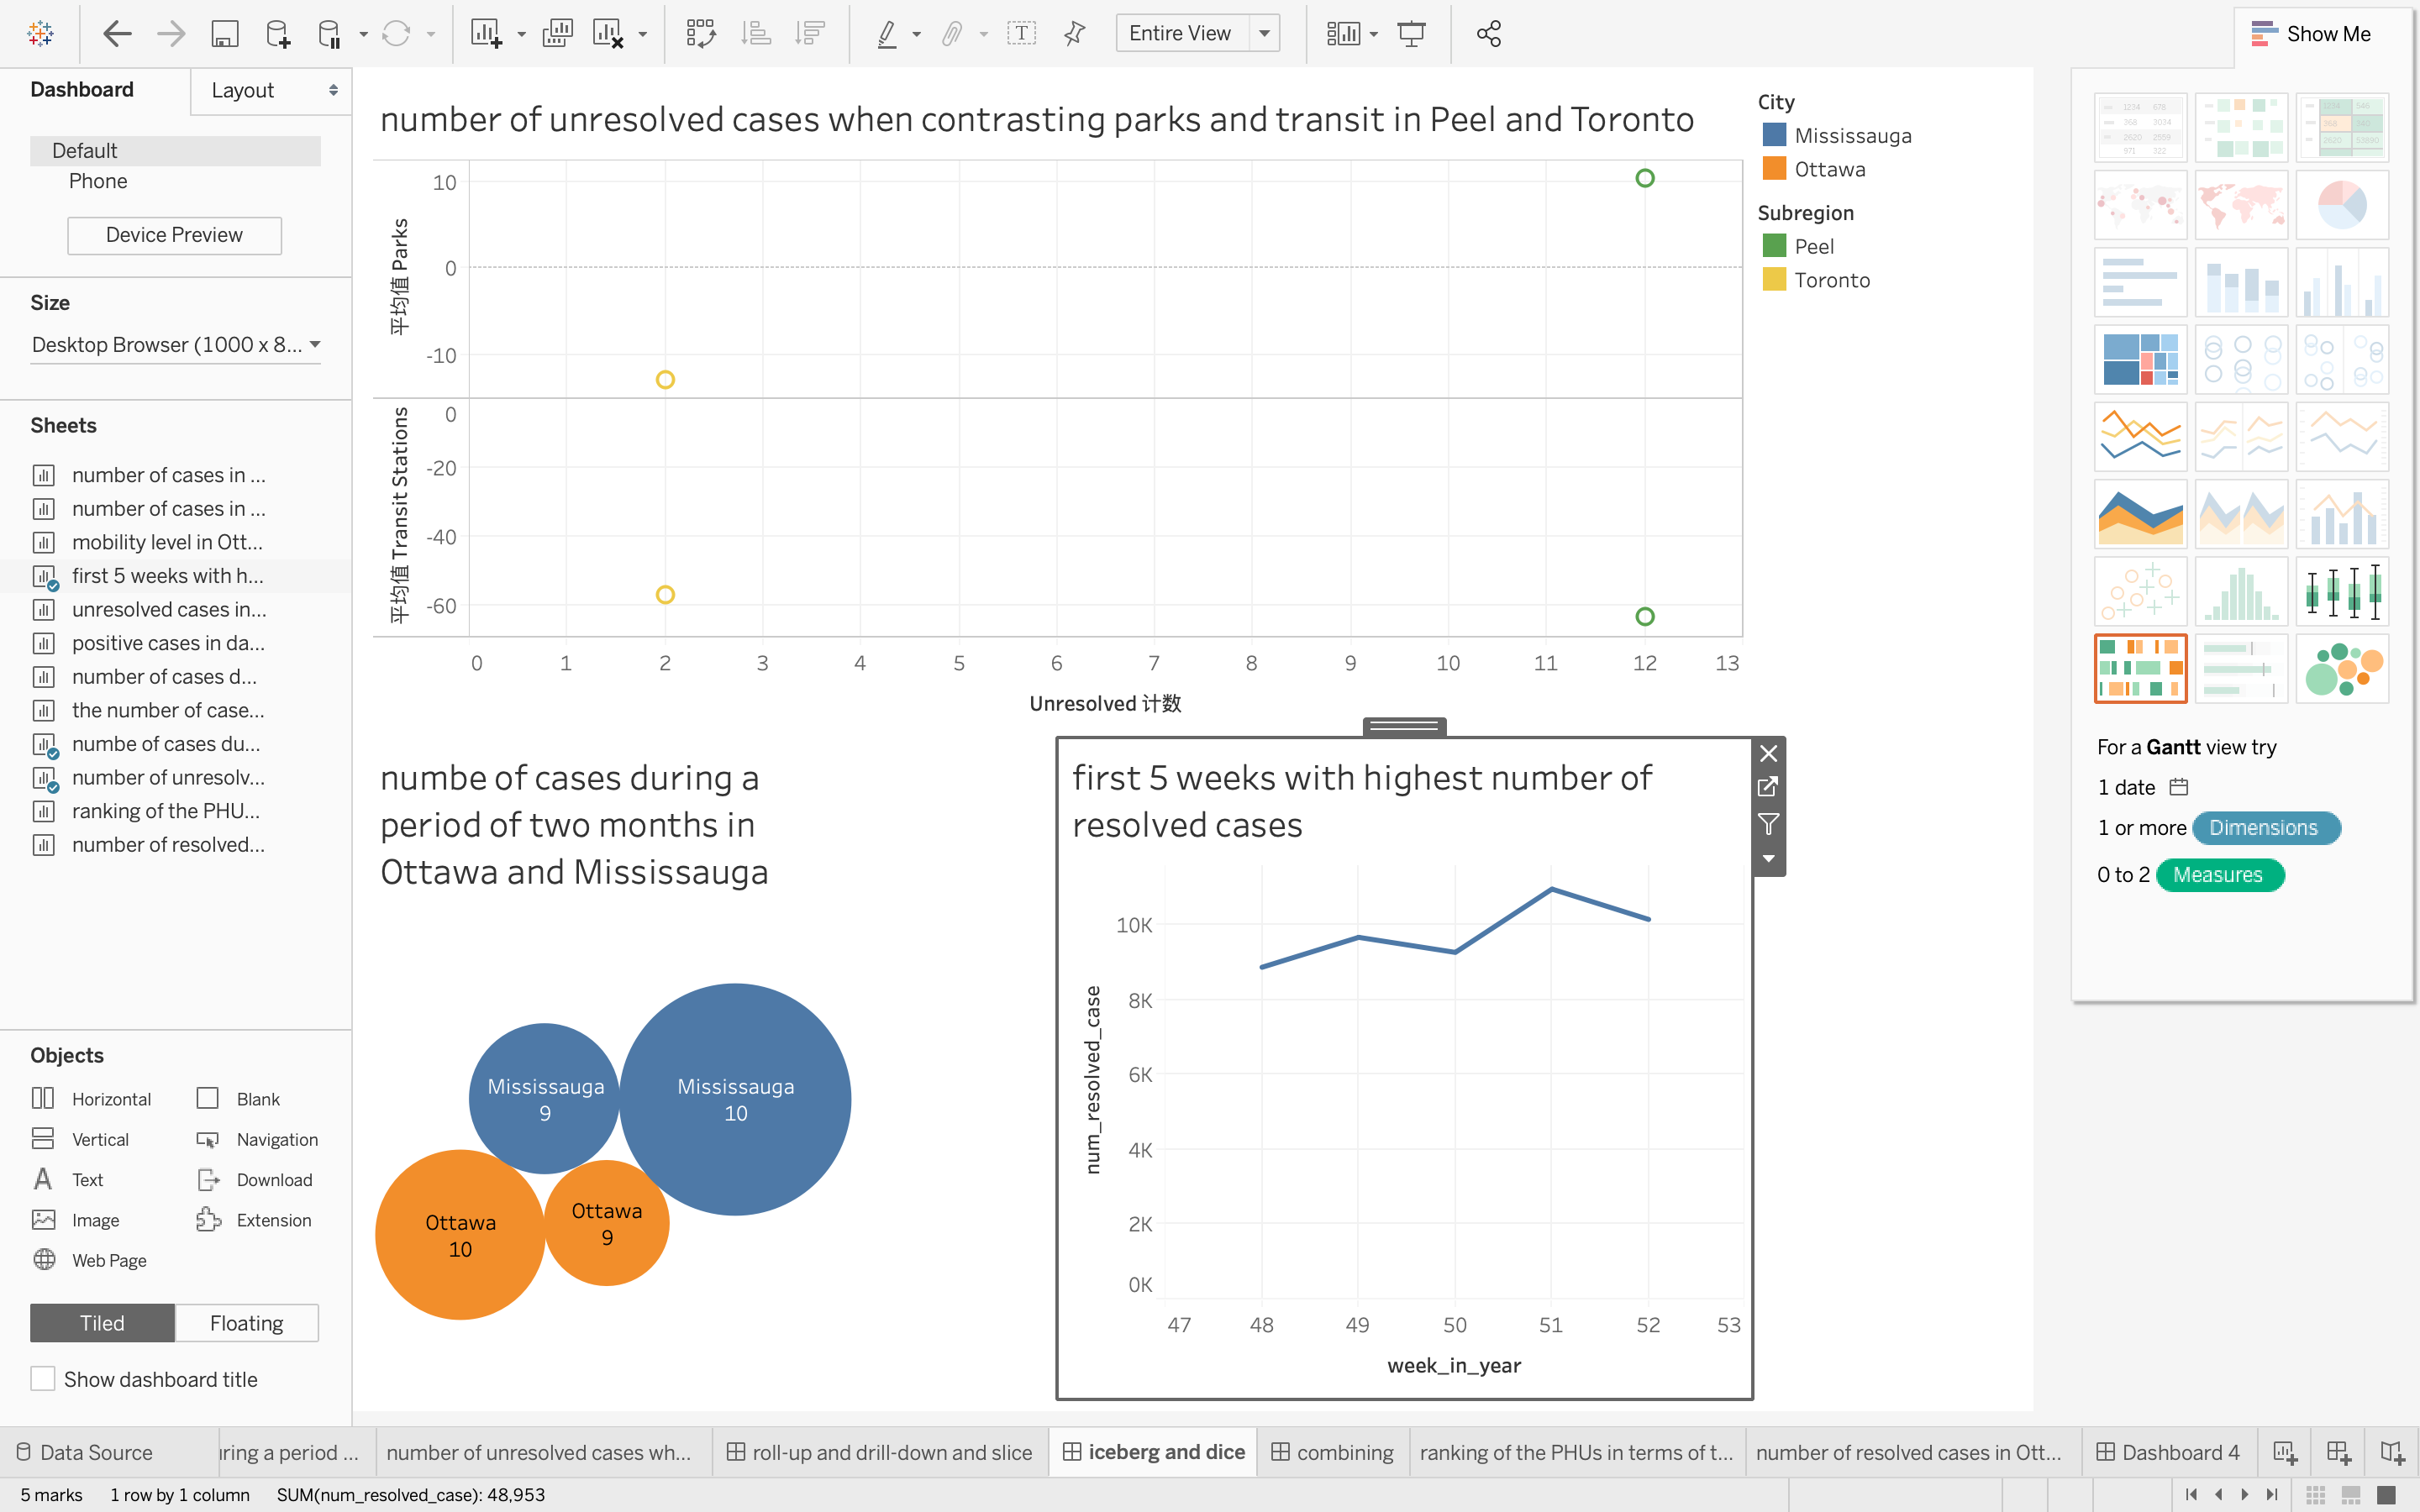 Entire View
Show Me
Dashboard
Layout
Default
Phone
Device Preview
Size
Desktop Browser (1000 x 8...
Sheets
number of cases in ...
number of cases in ...
mobility level in Ott...
first 5 weeks with h...
unresolved cases in...
positive cases in da...
number of cases d...
the number of case...
numbe of cases du...
number of unresolv...
ranking of the PHU...
number of resolved...
Objects
Horizontal
Blank
Vertical
Navigation
Text
Download
Image
Extension
Web Page
Tiled
Floating
Show dashboard title
number of unresolved cases when contrasting parks and transit in Peel and Toronto
平均值 Parks
10
0
-10
平均值 Transit Stations
0
-20
-40
-60
0 1 2 3 4 5 6 7 8 9 10 11 12 13
Unresolved 计数
City
Mississauga
Ottawa
Subregion
Peel
Toronto
numbe of cases during a
period of two months in
Ottawa and Mississauga
Mississauga
9
Mississauga
10
Ottawa
10
Ottawa
9
first 5 weeks with highest number of
resolved cases
num_resolved_case
10K
8K
6K
4K
2K
0K
47 48 49 50 51 52 53
week_in_year
For a Gantt view try
1 date
1 or more Dimensions
0 to 2 Measures
Data Source
iring a period ...
number of unresolved cases wh...
roll-up and drill-down and slice
iceberg and dice
combining
ranking of the PHUs in terms of t...
number of resolved cases in Ott...
Dashboard 4
5 marks
1 row by 1 column
SUM(num_resolved_case): 48,953